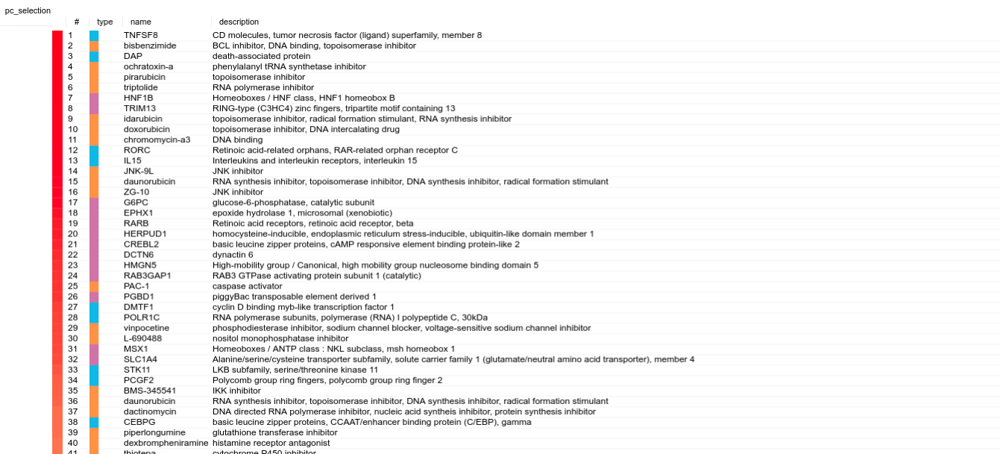 pc_selection
# type name description
1 TNFSF8 CD molecules, tumor necrosis factor (ligand) superfamily, member 8
2 bisbenzimide BCL inhibitor, DNA binding, topoisomerase inhibitor
3 DAP death-associated protein
4 ochratoxin-a phenylalanyl tRNA synthetase inhibitor
5 pirarubicin topoisomerase inhibitor
6 triptolide RNA polymerase inhibitor
7 HNF1B Homeoboxes / HNF class, HNF1 homeobox B
8 TRIM13 RING-type (C3HC4) zinc fingers, tripartite motif containing 13
9 idarubicin topoisomerase inhibitor, radical formation stimulant, RNA synthesis inhibitor
10 doxorubicin topoisomerase inhibitor, DNA intercalating drug
11 chromomycin-a3 DNA binding
12 RORC Retinoic acid-related orphans, RAR-related orphan receptor C
13 IL15 Interleukins and interleukin receptors, interleukin 15
14 JNK-9L JNK inhibitor
15 daunorubicin RNA synthesis inhibitor, topoisomerase inhibitor, DNA synthesis inhibitor, radical formation stimulant
16 ZG-10 JNK inhibitor
17 G6PC glucose-6-phosphatase, catalytic subunit
18 EPHX1 epoxide hydrolase 1, microsomal (xenobiotic)
19 RARB Retinoic acid receptors, retinoic acid receptor, beta
20 HERPUD1 homocysteine-inducible, endoplasmic reticulum stress-inducible, ubiquitin-like domain member 1
21 CREBL2 basic leucine zipper proteins, cAMP responsive element binding protein-like 2
22 DCTN6 dynactin 6
23 HMGN5 High-mobility group / Canonical, high mobility group nucleosome binding domain 5
24 RAB3GAP1 RAB3 GTPase activating protein subunit 1 (catalytic)
25 PAC-1 caspase activator
26 PGBD1 piggyBac transposable element derived 1
27 DMTF1 cyclin D binding myb-like transcription factor 1
28 POLR1C RNA polymerase subunits, polymerase (RNA) I polypeptide C, 30kDa
29 vinpocetine phosphodiesterase inhibitor, sodium channel blocker, voltage-sensitive sodium channel inhibitor
30 L-690488 nositol monophosphatase inhibitor
31 MSX1 Homeoboxes / ANTP class : NKL subclass, msh homeobox 1
32 SLC1A4 Alanine/serine/cysteine transporter subfamily, solute carrier family 1 (glutamate/neutral amino acid transporter), member 4
33 STK11 LKB subfamily, serine/threonine kinase 11
34 PCGF2 Polycomb group ring fingers, polycomb group ring finger 2
35 BMS-345541 IKK inhibitor
36 daunorubicin RNA synthesis inhibitor, topoisomerase inhibitor, DNA synthesis inhibitor, radical formation stimulant
37 dactinomycin DNA directed RNA polymerase inhibitor, nucleic acid syntheis inhibitor, protein synthesis inhibitor
38 CEBPG basic leucine zipper proteins, CCAAT/enhancer binding protein (C/EBP), gamma
39 piperlongumine glutathione transferase inhibitor
40 dexbrompheniramine histamine receptor antagonist
41 thiotepa cytochrome P450 inhibitor